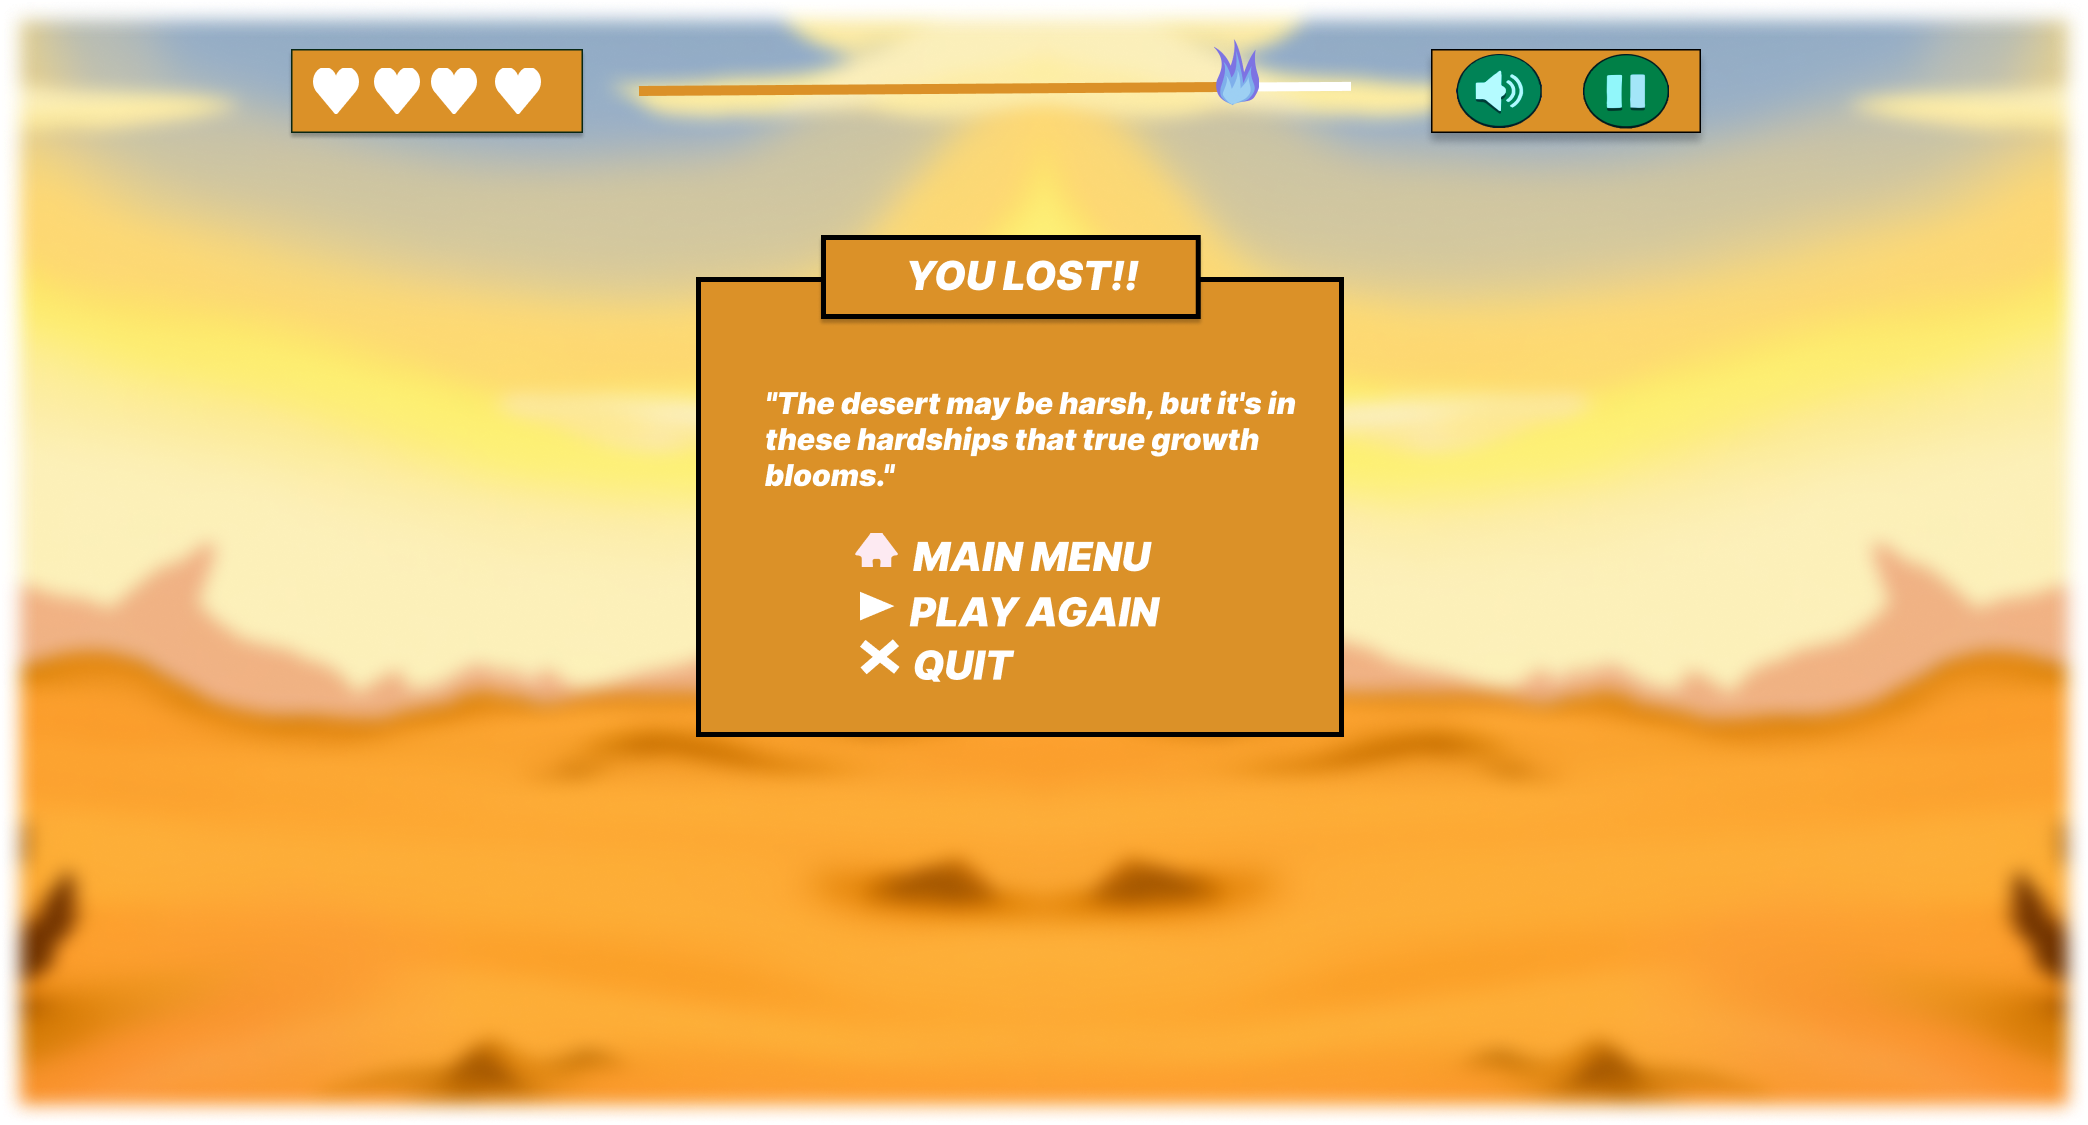 YOU LOST!!
"The desert may be harsh, but it's in
these hardships that true growth
blooms."
MAIN MENU
PLAY AGAIN
QUIT